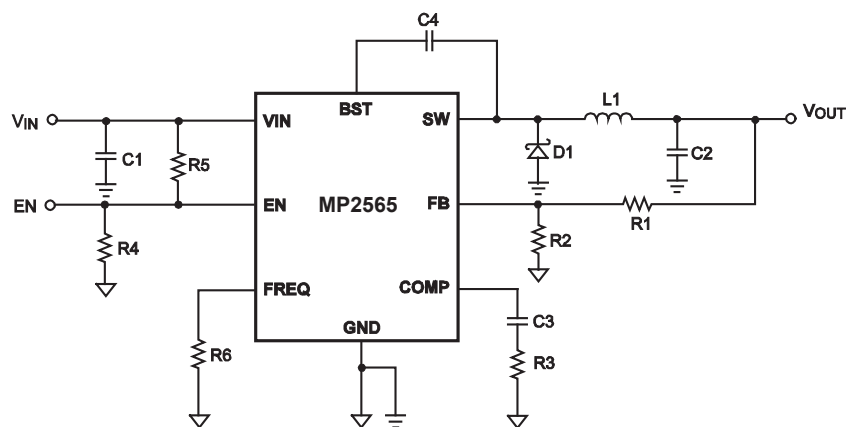 C4
VIN
BST
VIN
SW
L1
VOUT
C1
R5
D1
C2
EN
EN
MP2565
FB
R1
R4
R2
FREQ
COMP
GND
C3
R6
R3